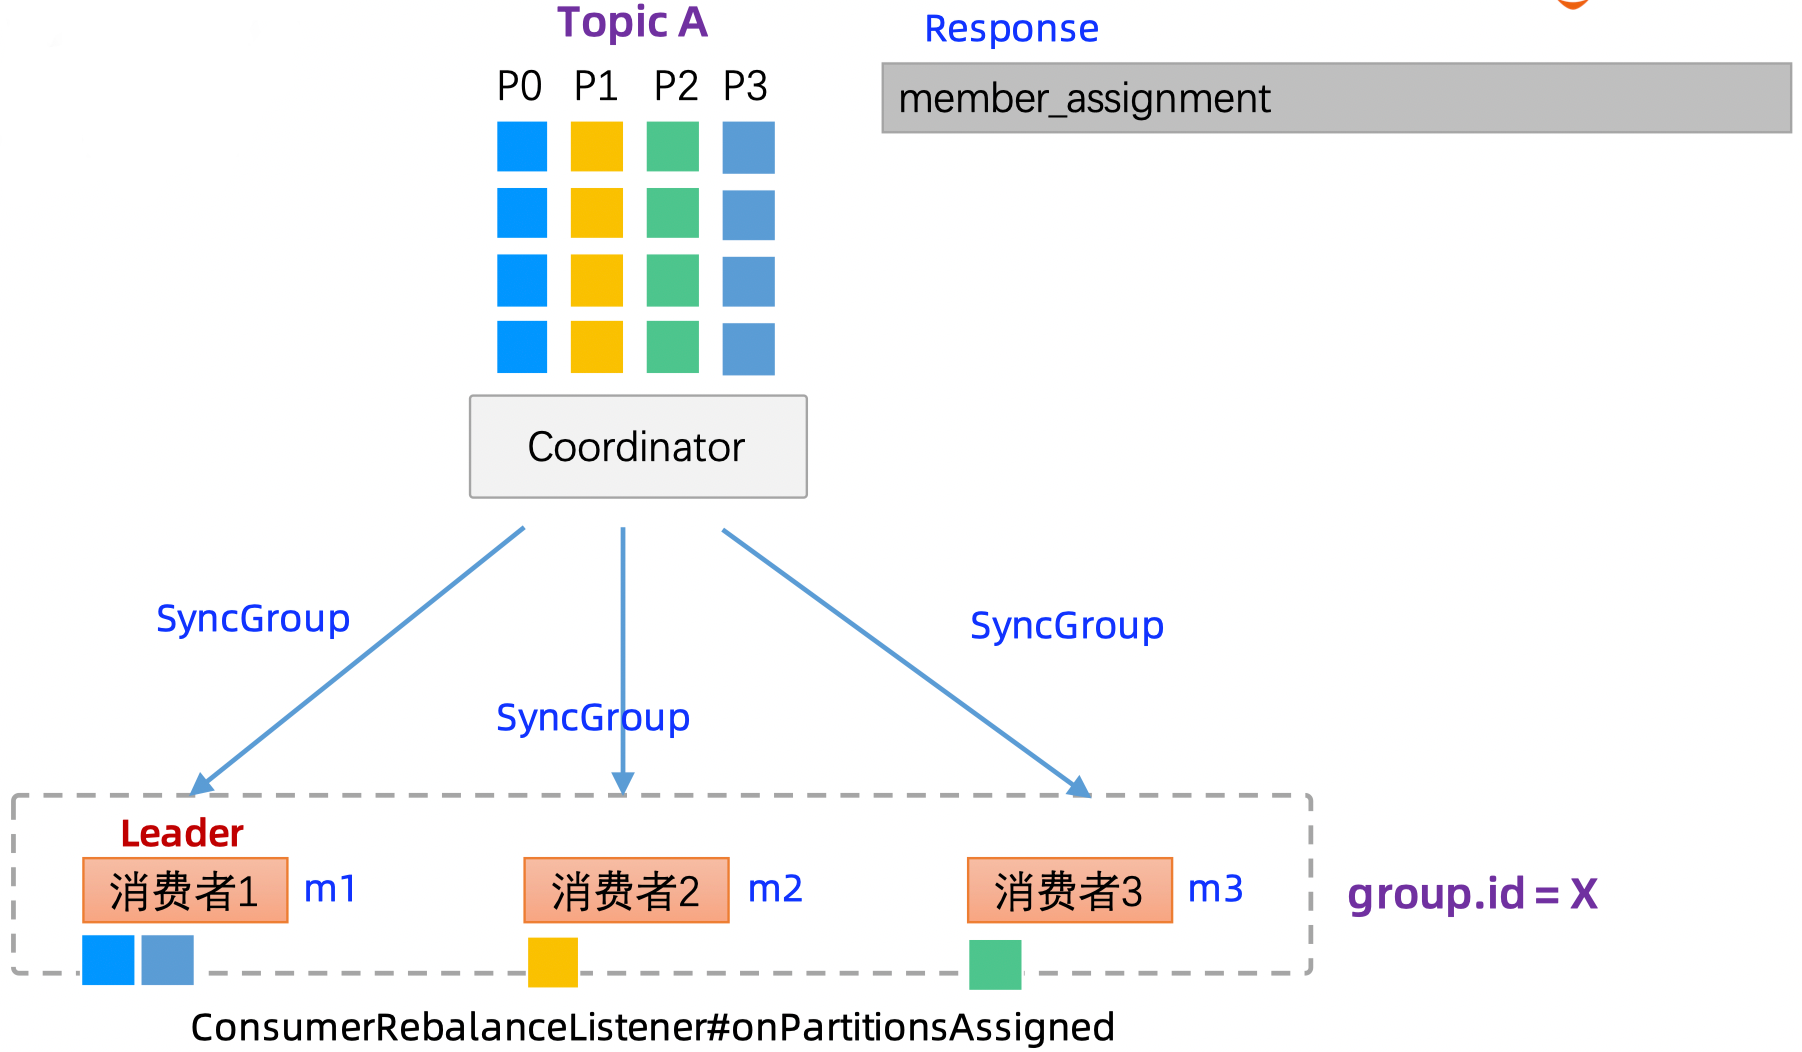 Topic A
Response
P0 P1 P2 P3
member_assignment
Coordinator
SyncGroup
SyncGroup
SyncGroup
Leader
消费者1 m1
消费者2 m2
消费者3 m3
group.id = X
ConsumerRebalanceListener#onPartitionsAssigned